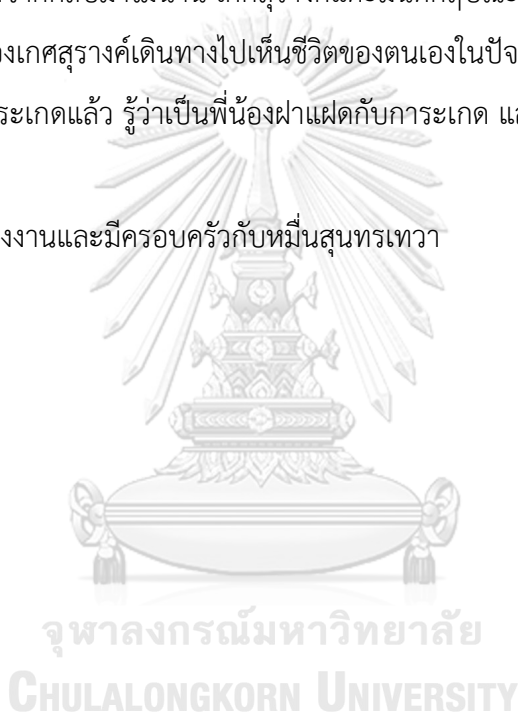 องเกศสุรางค์เดินทางไปเห็นชีวิตของตนเองในปัจ
ระเกดแล้ว รู้ว่าเป็นพี่น้องฝาแฝดกับการะเกด แล
งงานและมีครอบครัวกับหมื่นสุนทรเทวา
จุฬาลงกรณ์มหาวิทยาลัย
CHULALONGKORN UNIVERSITY